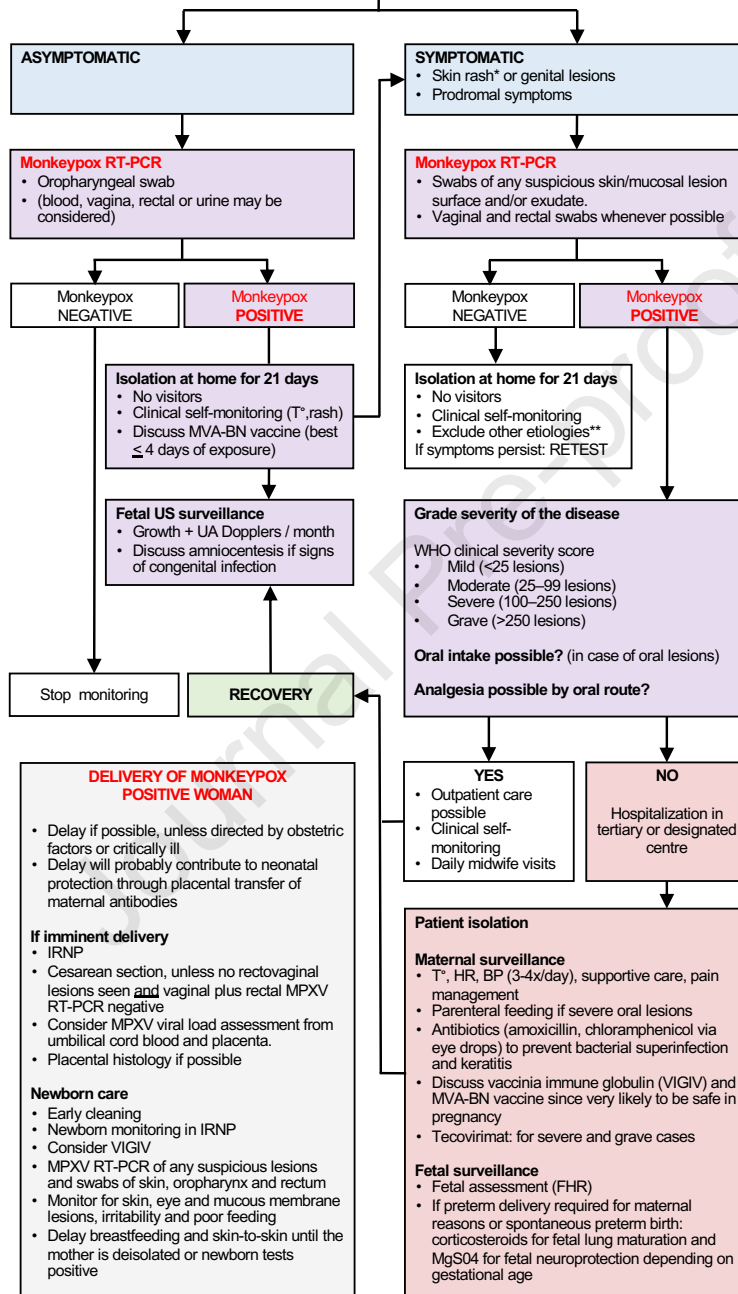 ASYMPTOMATIC
SYMPTOMATIC
• Skin rash* or genital lesions
• Prodromal symptoms
Monkeypox RT-PCR
• Oropharyngeal swab
• (blood, vagina, rectal or urine may be
considered)
Monkeypox RT-PCR
• Swabs of any suspicious skin/mucosal lesion
surface and/or exudate.
• Vaginal and rectal swabs whenever possible
Monkeypox
NEGATIVE
Monkeypox
POSITIVE
Monkeypox
NEGATIVE
Monkeypox
POSITIVE
Isolation at home for 21 days
• No visitors
• Clinical self-monitoring (T°,rash)
• Discuss MVA-BN vaccine (best
≤ 4 days of exposure)
Isolation at home for 21 days
• No visitors
• Clinical self-monitoring
• Exclude other etiologies**
If symptoms persist: RETEST
Fetal US surveillance
• Growth + UA Dopplers / month
• Discuss amniocentesis if signs
of congenital infection
Grade severity of the disease
WHO clinical severity score
• Mild (<25 lesions)
• Moderate (25–99 lesions)
• Severe (100–250 lesions)
• Grave (>250 lesions)
Oral intake possible? (in case of oral lesions)
Analgesia possible by oral route?
Stop monitoring
RECOVERY
YES
• Outpatient care
possible
• Clinical self-
monitoring
• Daily midwife visits
NO
Hospitalization in
tertiary or designated
centre
DELIVERY OF MONKEYPOX
POSITIVE WOMAN
• Delay if possible, unless directed by obstetric
factors or critically ill
• Delay will probably contribute to neonatal
protection through placental transfer of
maternal antibodies
If imminent delivery
• IRNP
• Cesarean section, unless no rectovaginal
lesions seen and vaginal plus rectal MPXV
RT-PCR negative
• Consider MPXV viral load assessment from
umbilical cord blood and placenta.
• Placental histology if possible
Newborn care
• Early cleaning
• Newborn monitoring in IRNP
• Consider VIGIV
• MPXV RT-PCR of any suspicious lesions
and swabs of skin, oropharynx and rectum
• Monitor for skin, eye and mucous membrane
lesions, irritability and poor feeding
• Delay breastfeeding and skin-to-skin until the
mother is deisolated or newborn tests
positive
Patient isolation
Maternal surveillance
• T°, HR, BP (3-4x/day), supportive care, pain
management
• Parenteral feeding if severe oral lesions
• Antibiotics (amoxicillin, chloramphenicol via
eye drops) to prevent bacterial superinfection
and keratitis
• Discuss vaccinia immune globulin (VIGIV) and
MVA-BN vaccine since very likely to be safe in
pregnancy
• Tecovirimat: for severe and grave cases
Fetal surveillance
• Fetal assessment (FHR)
• If preterm delivery required for maternal
reasons or spontaneous preterm birth:
corticosteroids for fetal lung maturation and
MgS04 for fetal neuroprotection depending on
gestational age
Journal Pre-proof